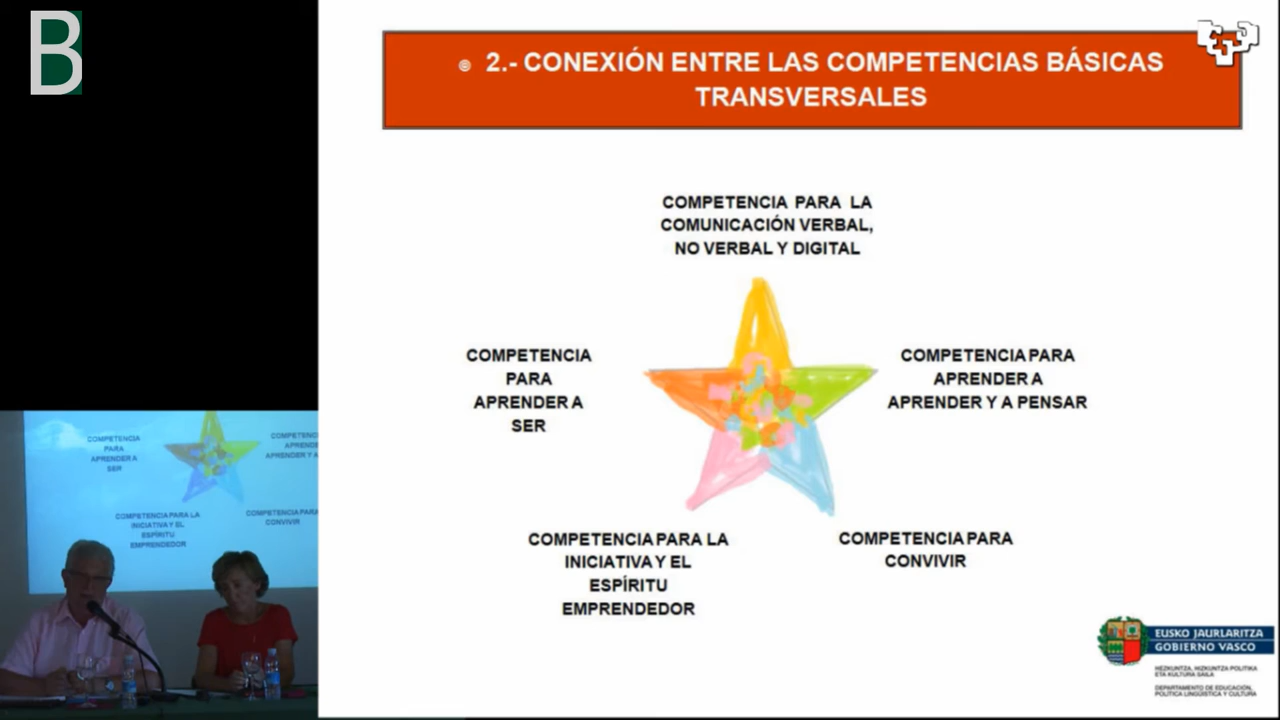 B
2.- CONEXIÓN ENTRE LAS COMPETENCIAS BÁSICAS
TRANSVERSALES
COMPETENCIA PARA LA
COMUNICACIÓN VERBAL,
NO VERBAL Y DIGITAL
COMPETENCIA
PARA
APRENDER A
SER
COMPETENCIA PARA
APRENDER A
APRENDER Y A PENSAR
COMPETENCIA PARA LA
INICIATIVA Y EL
ESPÍRITU
EMPRENDEDOR
COMPETENCIA PARA
CONVIVIR
EUSKO JAURLARITZA
GOBIERNO VASCO
HEZKUNTZA, HIZKUNTZA POLITIKA
ETA KULTURA SAILA
DEPARTAMENTO DE EDUCACIÓN,
POLÍTICA LINGÜÍSTICA Y CULTURA
COMPETENCIA
PARA
APRENDER A
SER
COMPETENC
APREND
APRENDER Y A
COMPETENCIA PARA LA
INICIATIVA Y EL
ESPÍRITU
EMPRENDEDOR
COMPETENCIA PARA
CONVIVIR